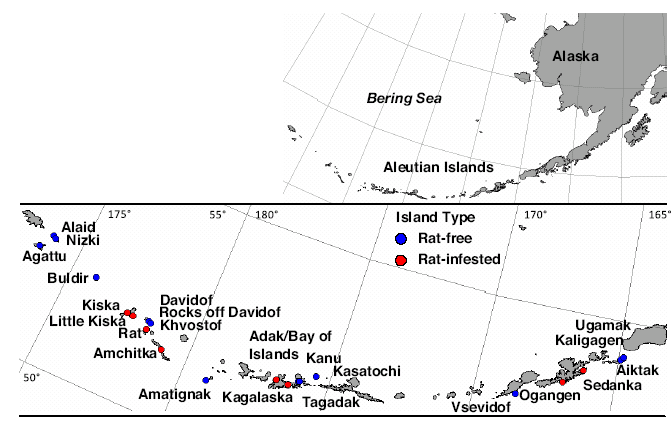 Alaska
Bering Sea
Aleutian Islands
175°
55°
180°
Island Type
170°
165°
Rat-free
Rat-infested
Alaid
Nizki
Agattu
Buldir
Kiska
Little Kiska
Rat
Amchitka
Davidof
Rocks off Davidof
Khvostof
Adak/Bay of
Islands
Kanu
Kasatochi
Ugamak
Kaligagen
50°
Amatignak
Kagalaska
Tagadak
Vsevidof
Ogangen
Sedanka
Aiktak